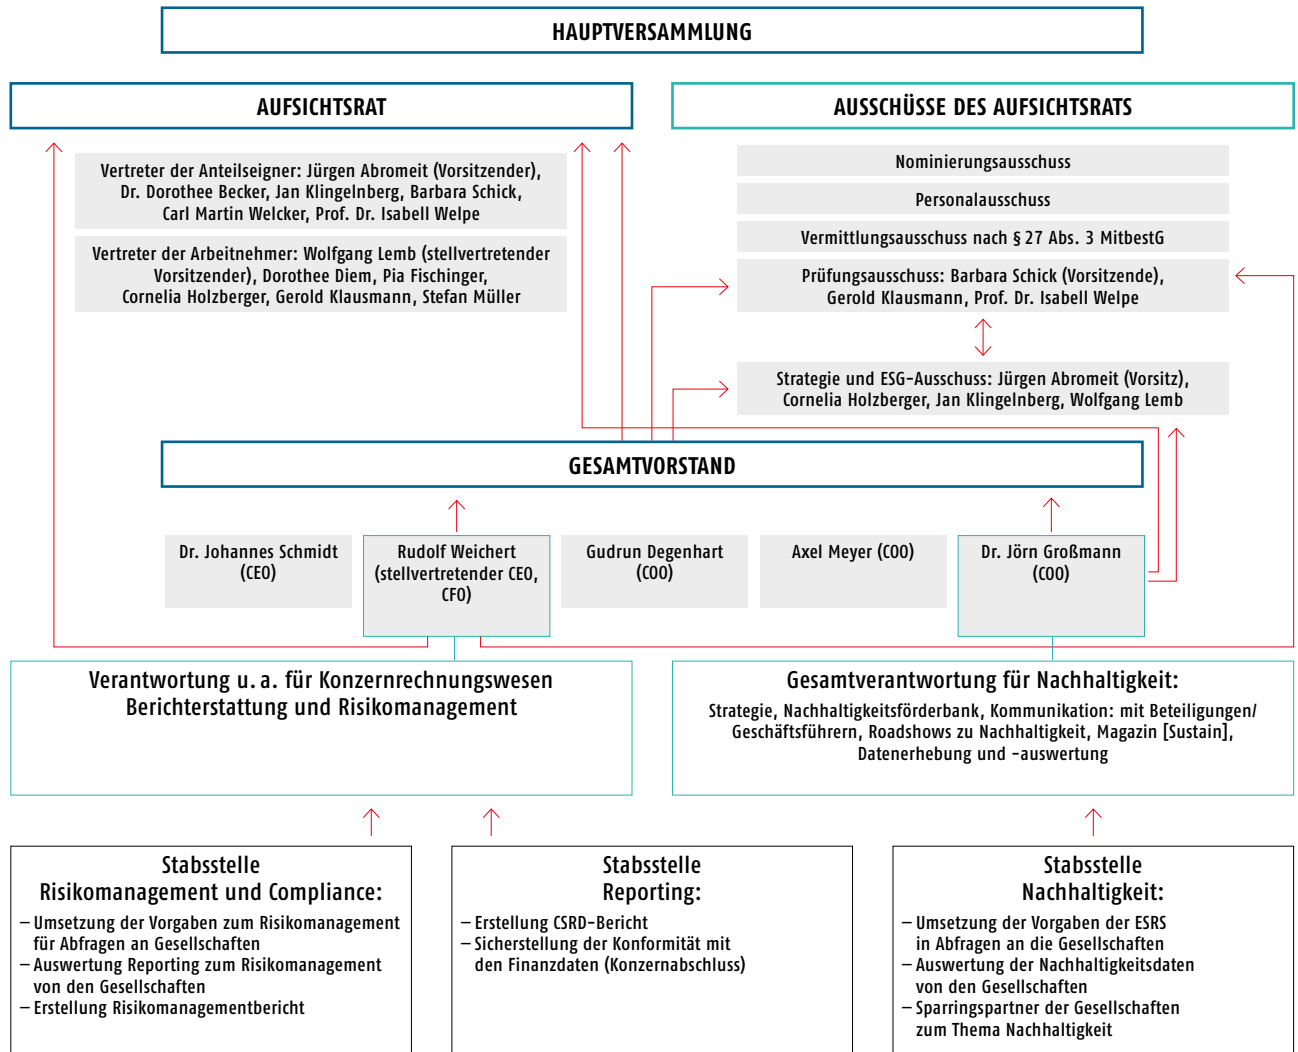 HAUPTVERSAMMLUNG
AUFSICHTSRAT
Vertreter der Anteilseigner: Jürgen Abromeit (Vorsitzender),
Dr. Dorothee Becker, Jan Klingelnberg, Barbara Schick,
Carl Martin Welcker, Prof. Dr. Isabell Welpe
Vertreter der Arbeitnehmer: Wolfgang Lemb (stellvertretender
Vorsitzender), Dorothee Diem, Pia Fischinger,
Cornelia Holzberger, Gerold Klausmann, Stefan Müller
AUSSCHÜSSE DES AUFSICHTSRATS
Nominierungsausschuss
Personalausschuss
Vermittlungsausschuss nach § 27 Abs. 3 MitbestG
Prüfungsausschuss: Barbara Schick (Vorsitzende),
Gerold Klausmann, Prof. Dr. Isabell Welpe
Strategie und ESG-Ausschuss: Jürgen Abromeit (Vorsitz),
Cornelia Holzberger, Jan Klingelnberg, Wolfgang Lemb
GESAMTVORSTAND
Dr. Johannes Schmidt
(CEO)
Rudolf Weichert
(stellvertretender CEO,
CFO)
Gudrun Degenhart
(COO)
Axel Meyer (COO)
Dr. Jörn Großmann
(COO)
Verantwortung u. a. für Konzernrechnungswesen
Berichterstattung und Risikomanagement
Gesamtverantwortung für Nachhaltigkeit:
Strategie, Nachhaltigkeitsförderbank, Kommunikation: mit Beteiligungen/
Geschäftsführern, Roadshows zu Nachhaltigkeit, Magazin [Sustain],
Datenerhebung und -auswertung
Stabsstelle
Risikomanagement und Compliance:
– Umsetzung der Vorgaben zum Risikomanagement
für Abfragen an Gesellschaften
– Auswertung Reporting zum Risikomanagement
von den Gesellschaften
– Erstellung Risikomanagementbericht
Stabsstelle
Reporting:
– Erstellung CSRD-Bericht
– Sicherstellung der Konformität mit
den Finanzdaten (Konzernabschluss)
Stabsstelle
Nachhaltigkeit:
– Umsetzung der Vorgaben der ESRS
in Abfragen an die Gesellschaften
– Auswertung der Nachhaltigkeitsdaten
von den Gesellschaften
– Sparringspartner der Gesellschaften
zum Thema Nachhaltigkeit